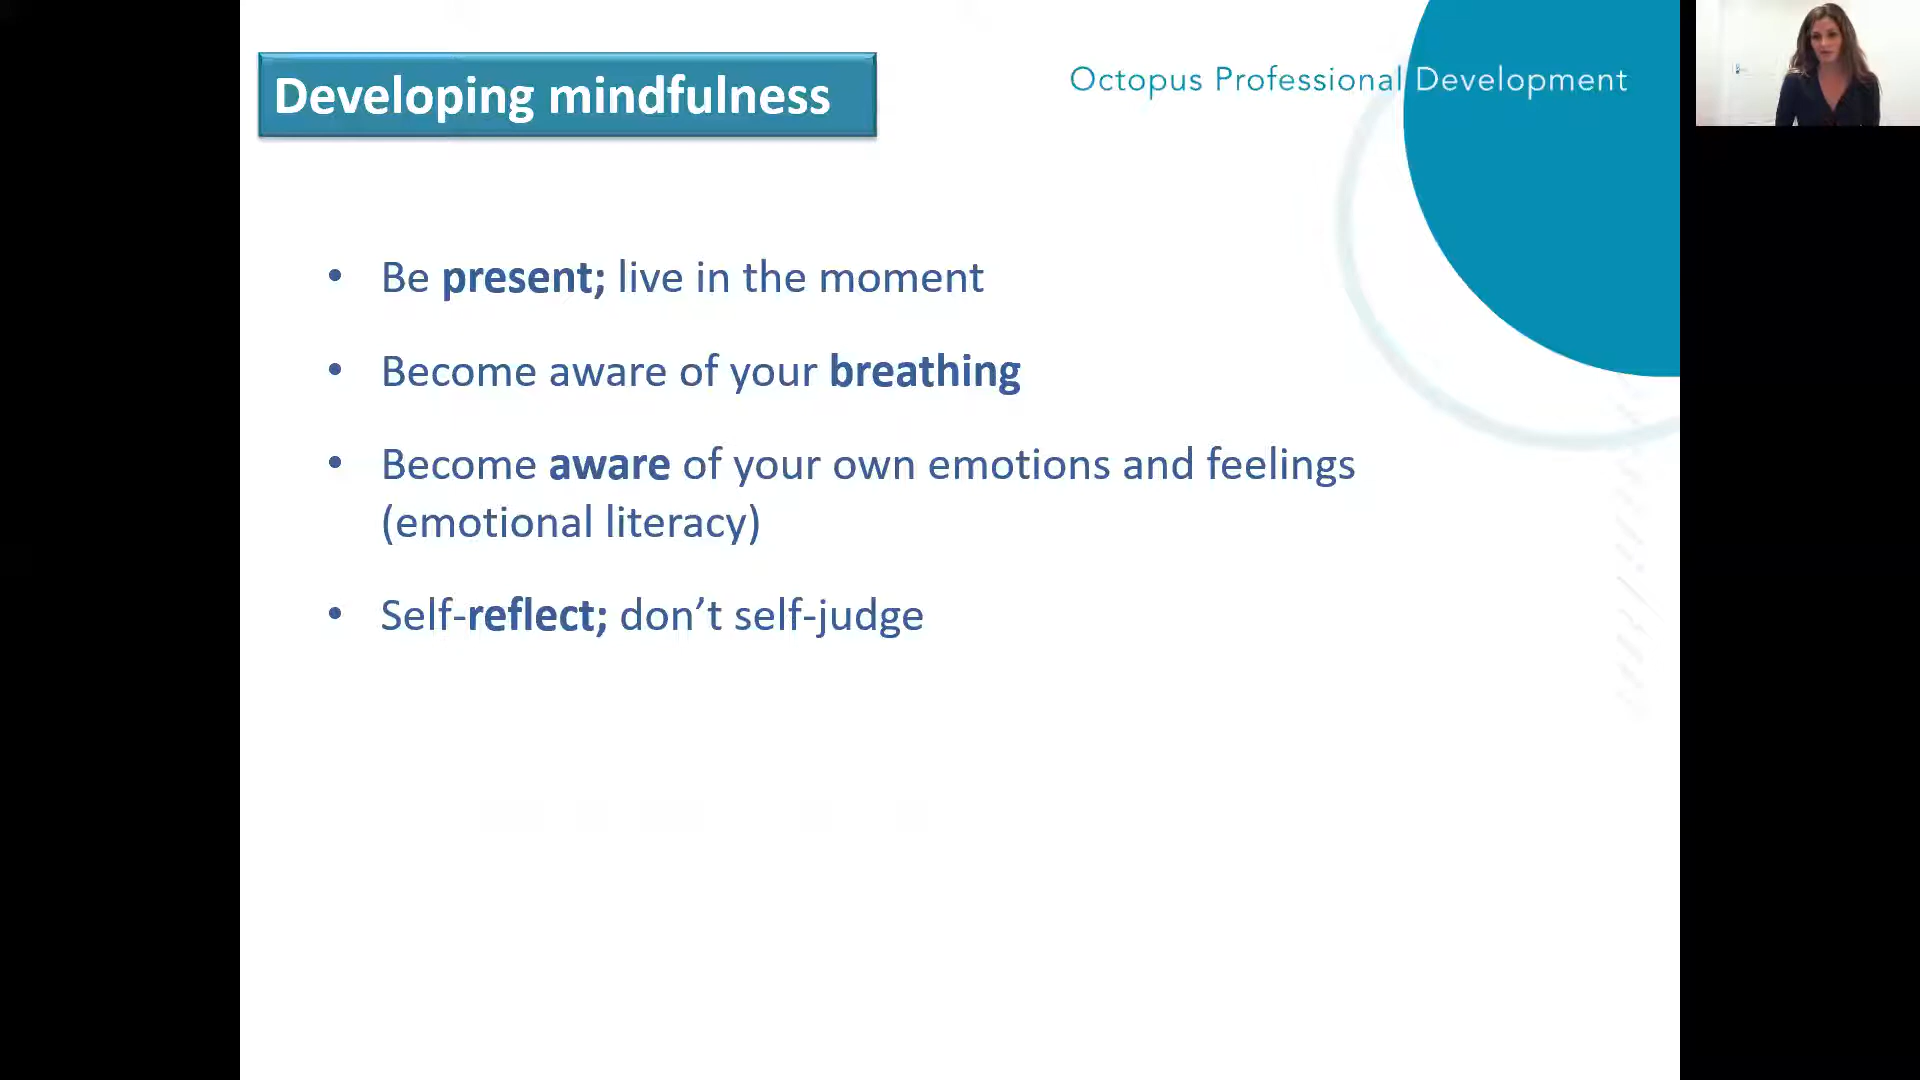 Developing mindfulness
Octopus Professional Development
• Be present; live in the moment
• Become aware of your breathing
• Become aware of your own emotions and feelings
(emotional literacy)
• Self-reflect; don’t self-judge